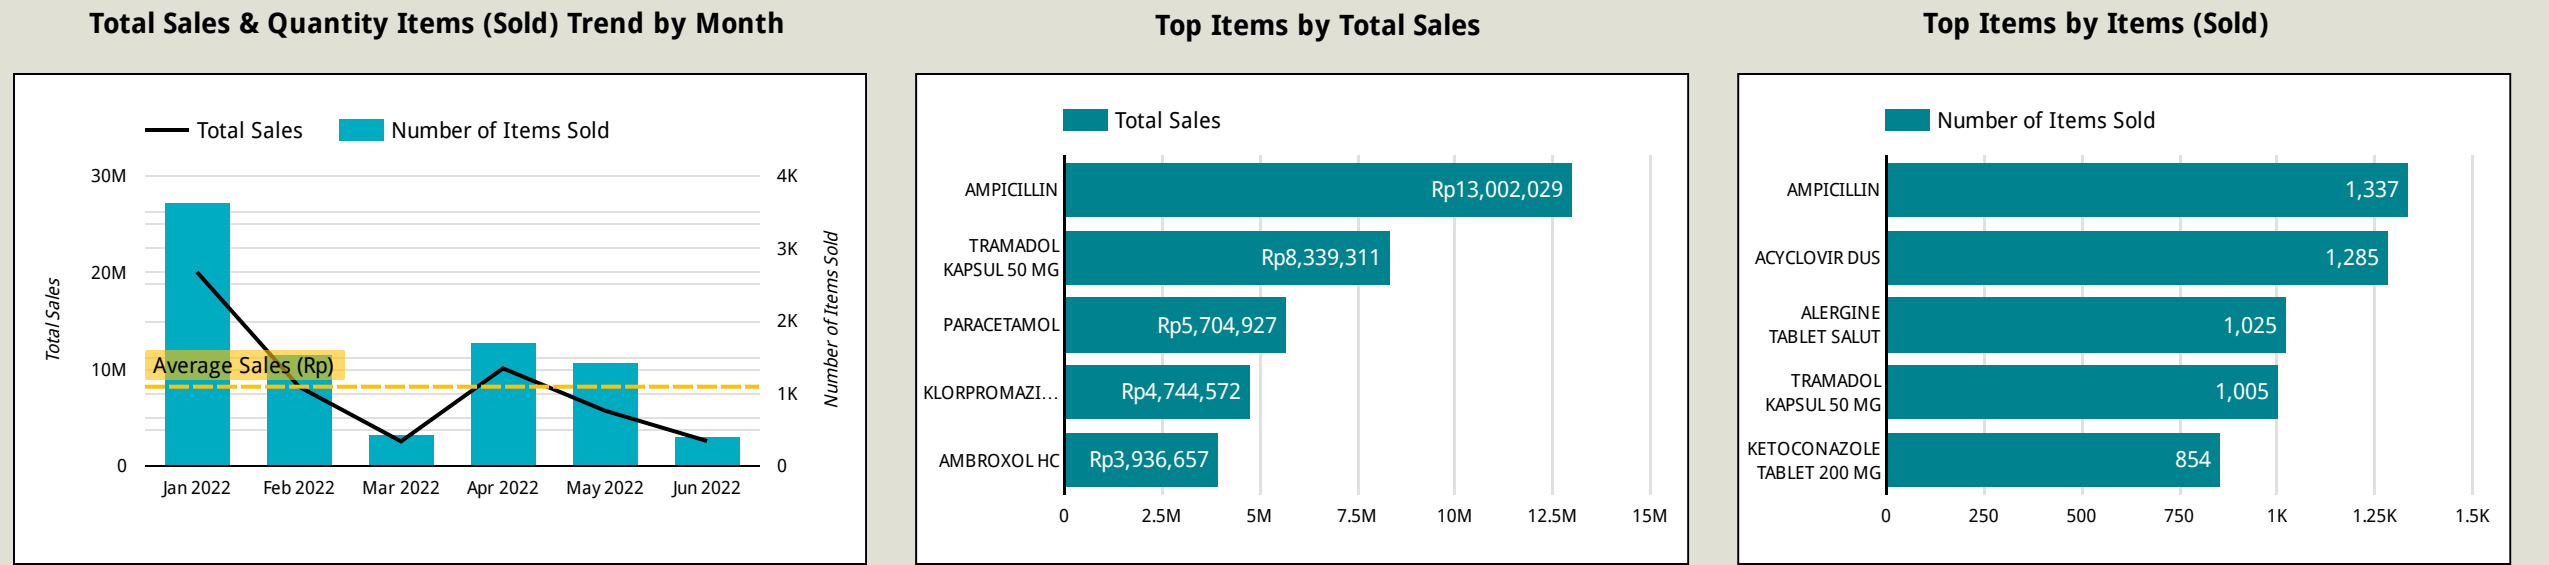 Total Sales & Quantity Items (Sold) Trend by Month
Total Sales
Number of Items Sold
30M
20M
10M
0
Total Sales
4K
3K
2K
1K
0
Number of Items Sold
Average Sales (Rp)
Jan 2022
Feb 2022
Mar 2022
Apr 2022
May 2022
Jun 2022
Top Items by Total Sales
Total Sales
AMPICILLIN
Rp13,002,029
TRAMADOL
KAPSUL 50 MG
Rp8,339,311
PARACETAMOL
Rp5,704,927
KLORPROMAZI...
Rp4,744,572
AMBROXOL HC
Rp3,936,657
0
2.5M
5M
7.5M
10M
12.5M
15M
Top Items by Items (Sold)
Number of Items Sold
AMPICILLIN
1,337
ACYCLOVIR DUS
1,285
ALERGINE
TABLET SALUT
1,025
TRAMADOL
KAPSUL 50 MG
1,005
KETOCONAZOLE
TABLET 200 MG
854
0
250
500
750
1K
1.25K
1.5K